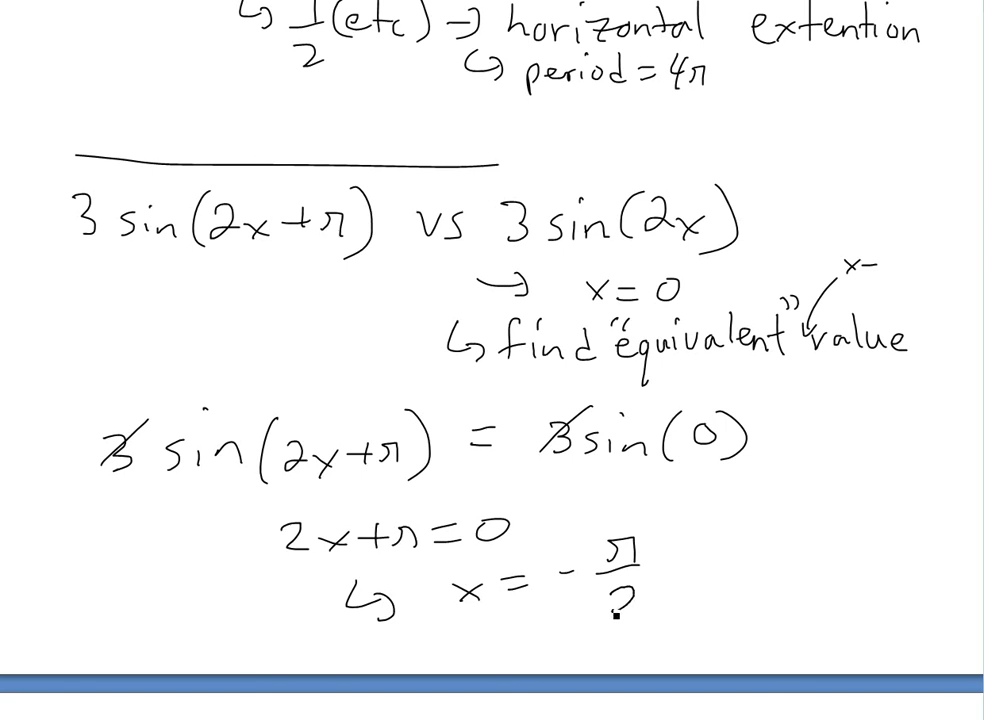 ↳ 1/2 (etc) → horizontal extention
↳ period = 4π
3 sin(2x+π) vs 3 sin(2x)
→ x = 0
x-
↳ find "equivalent" value
3 sin(2x+π) = 3 sin(0)
2x+π=0
↳ x = - π/?